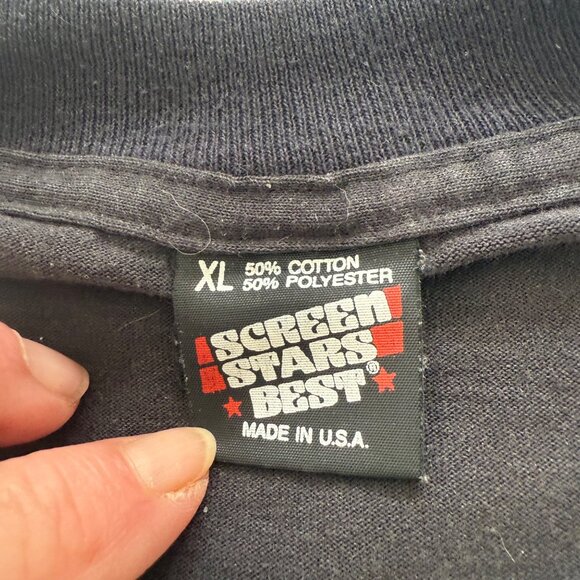 XL 50% COTTON
50% POLYESTER
SCREEN
STARS
BEST®
MADE IN U.S.A.